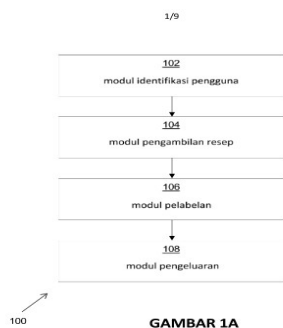 1/9
102
modul identifikasi pengguna
104
modul pengambilan resep
106
modul pelabelan
108
modul pengeluaran
100
GAMBAR 1A